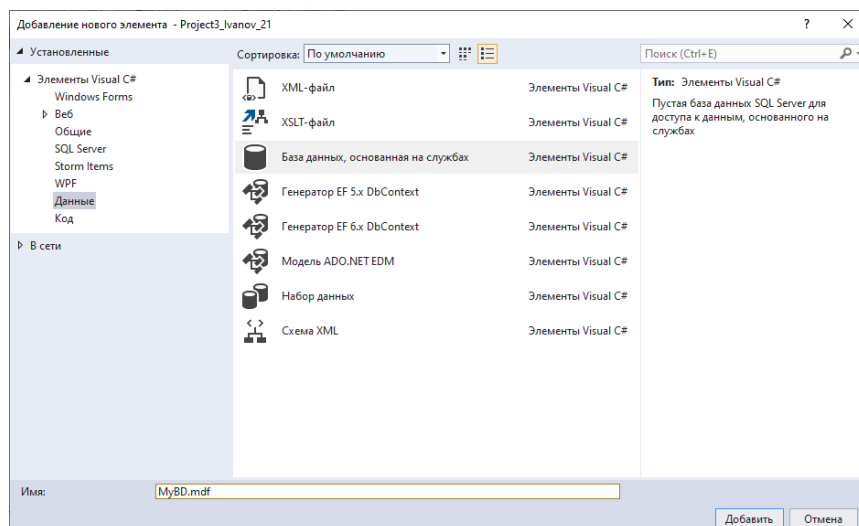 Добавление нового элемента - Project3_Ivanov_21
? ×
Установленные
Сортировка: По умолчанию
Поиск (Ctrl+E)
Элементы Visual C#
Windows Forms
Веб
Общие
SQL Server
Storm Items
WPF
Данные
Код
В сети
XML-файл Элементы Visual C#
XSLT-файл Элементы Visual C#
База данных, основанная на службах Элементы Visual C#
Генератор EF 5.x DbContext Элементы Visual C#
Генератор EF 6.x DbContext Элементы Visual C#
Модель ADO.NET EDM Элементы Visual C#
Набор данных Элементы Visual C#
Схема XML Элементы Visual C#
Тип: Элементы Visual C#
Пустая база данных SQL Server для
доступа к данным, основанного на
службах
Имя: MyBD.mdf
Добавить Отмена